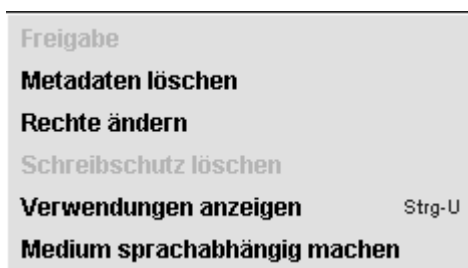 Freigabe
Metadaten löschen
Rechte ändern
Schreibschutz löschen
Verwendungen anzeigen Strg-U
Medium sprachabhängig machen